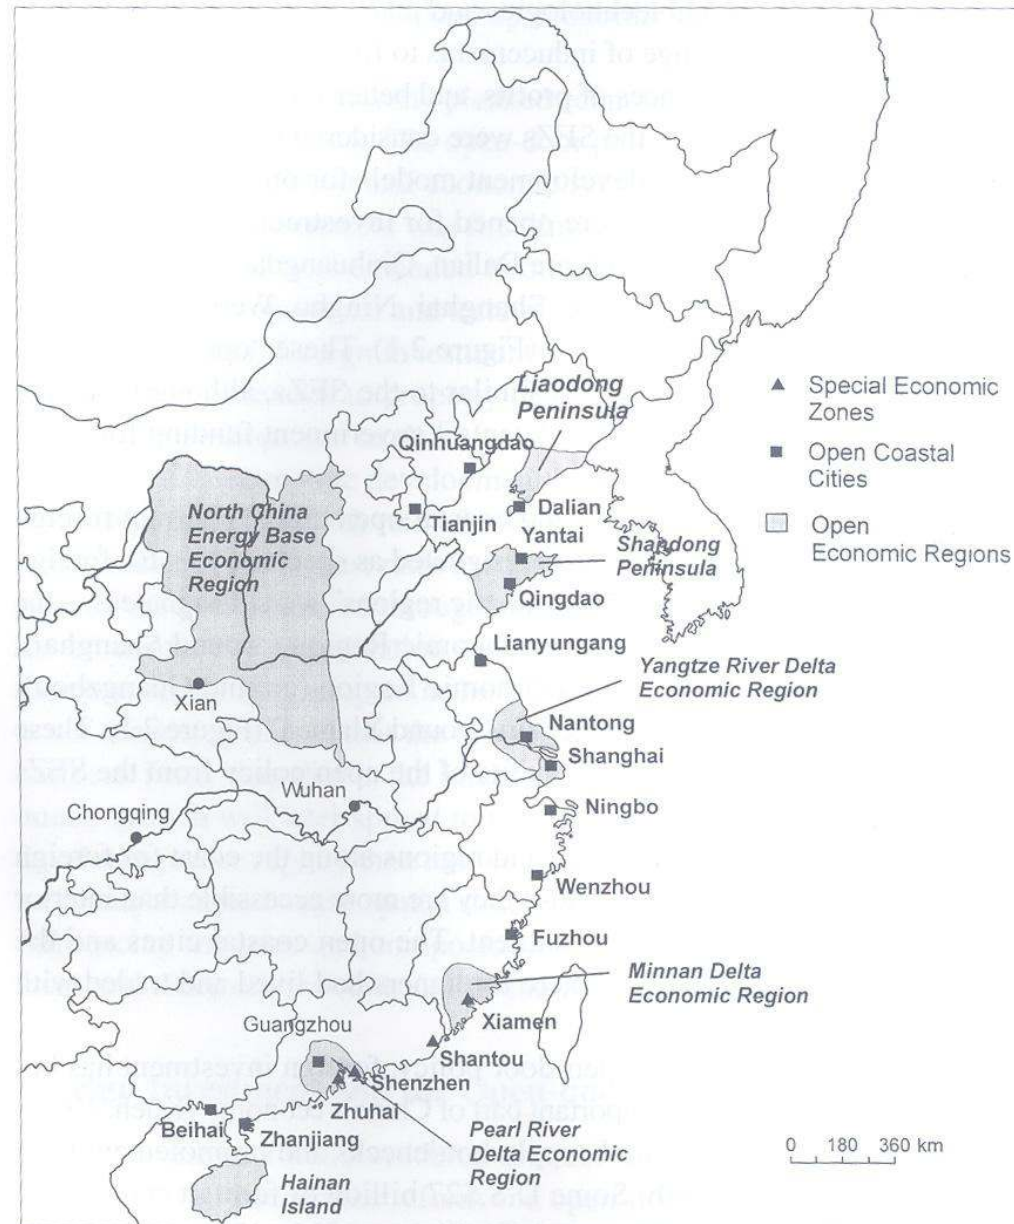 Liaodong
Peninsula
Qinhuangdao
North China
Energy Base
Economic
Region
Tianjin
Dalian
Yantai
Shandong
Peninsula
Qingdao
Lianyungang
Yangtze River Delta
Economic Region
Xian
Nantong
Shanghai
Wuhan
Chongqing
Ningbo
Wenzhou
Fuzhou
Minnan Delta
Economic Region
Xiamen
Guangzhou
Shantou
Shenzhen
Zhuhai
Beihai
Zhanjiang
Pearl River
Delta Economic
Region
Hainan
Island
Special Economic
Zones
Open Coastal
Cities
Open
Economic Regions
0 180 360 km